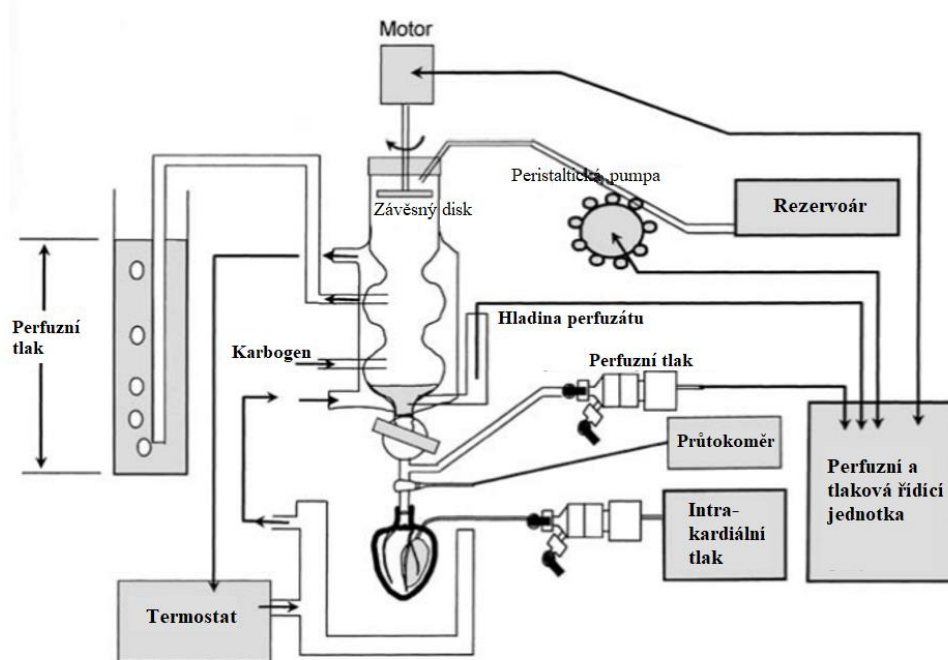 Motor
Peristaltická pumpa
Závěsný disk
Rezervoár
Perfuzní
tlak
Karbogen
Hladina perfuzátu
Perfuzní tlak
Průtokoměr
Perfuzní a
tlaková řídící
jednotka
Intra-
kardiální
tlak
Termostat